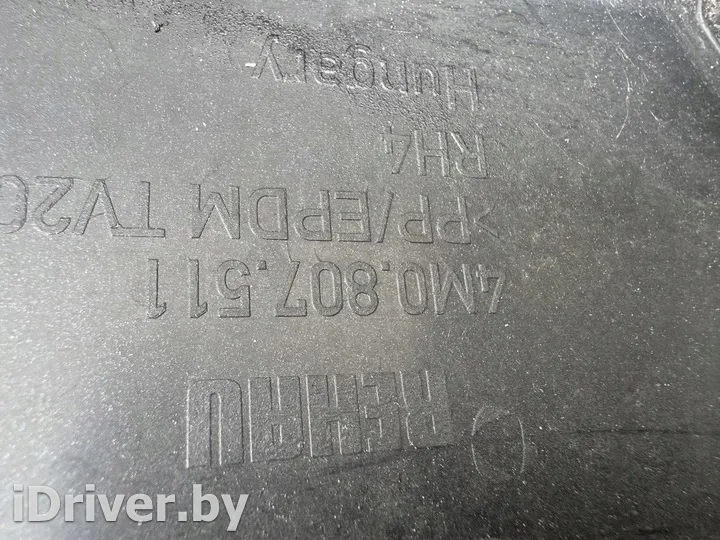 REHAU
4M0.807.511
>PP/EPDM TV20
RH4
Hungary
iDriver.by